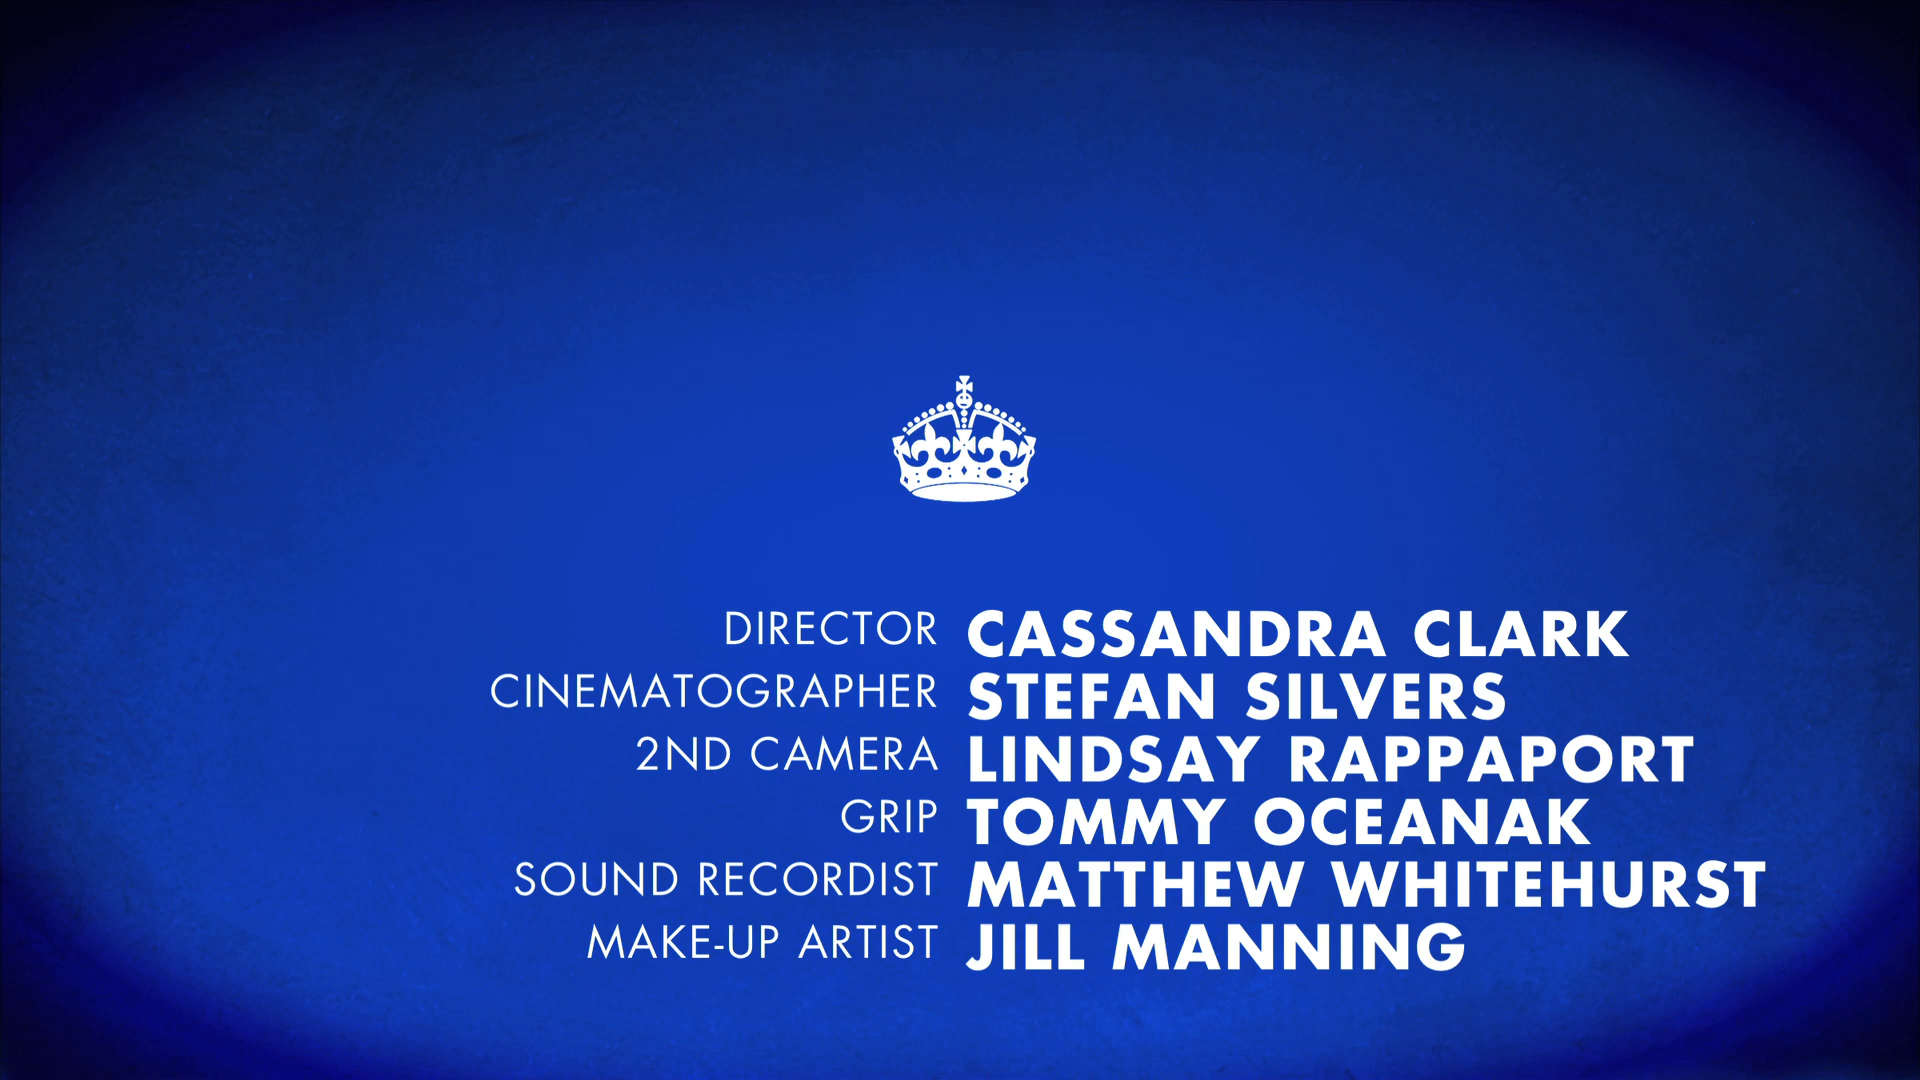 DIRECTOR CASSANDRA CLARK
CINEMATOGRAPHER STEFAN SILVERS
2ND CAMERA LINDSAY RAPPAPORT
GRIP TOMMY OCEANAK
SOUND RECORDIST MATTHEW WHITEHURST
MAKE-UP ARTIST JILL MANNING